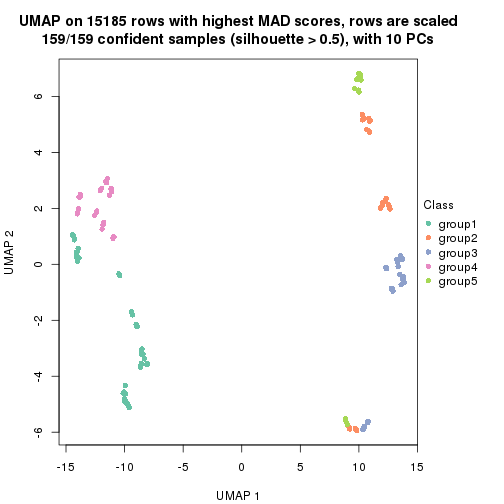 UMAP on 15185 rows with highest MAD scores, rows are scaled
159/159 confident samples (silhouette > 0.5), with 10 PCs
6
4
2
0
-2
-4
-6
UMAP 2
-15
-10
-5
0
5
10
15
UMAP 1
Class
group1
group2
group3
group4
group5